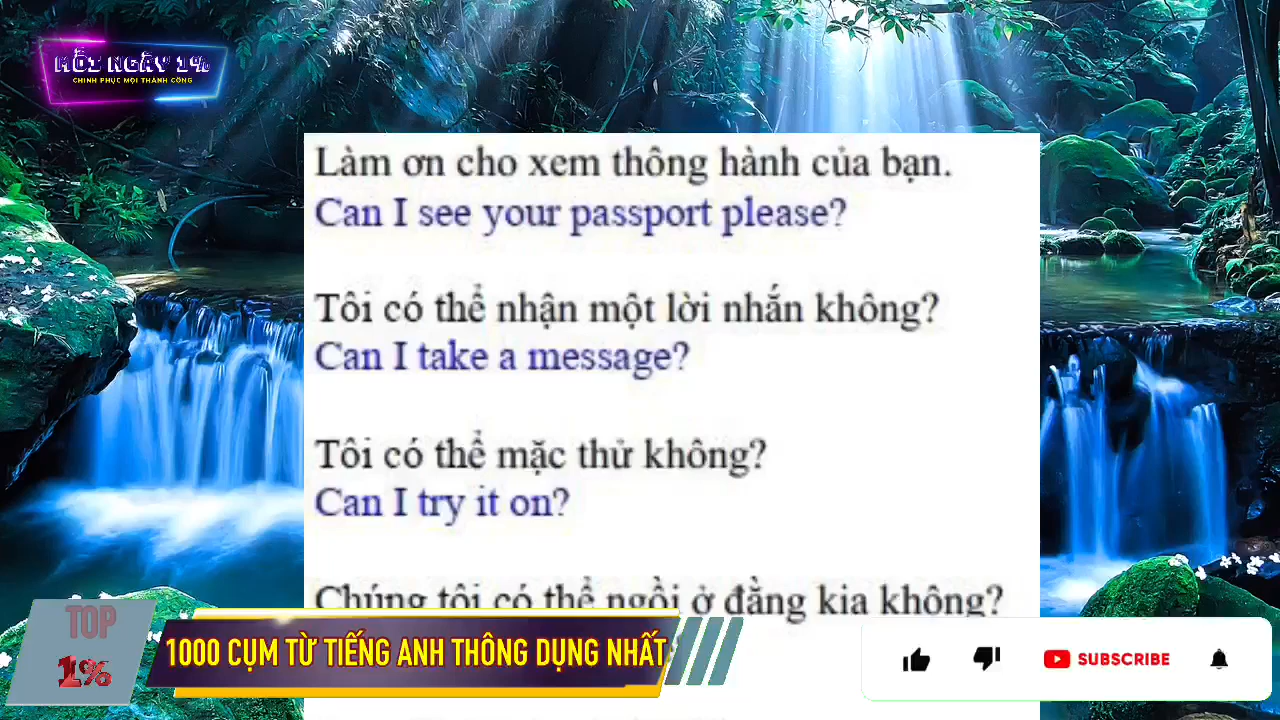 MỖI NGÀY 1%
CHINH PHỤC MỌI THÀNH CÔNG
Làm ơn cho xem thông hành của bạn.
Can I see your passport please?
Tôi có thể nhận một lời nhắn không?
Can I take a message?
Tôi có thể mặc thử không?
Can I try it on?
Chúng tôi có thể ngồi ở đằng kia không?
TOP
1%
1000 CỤM TỪ TIẾNG ANH THÔNG DỤNG NHẤT
SUBSCRIBE